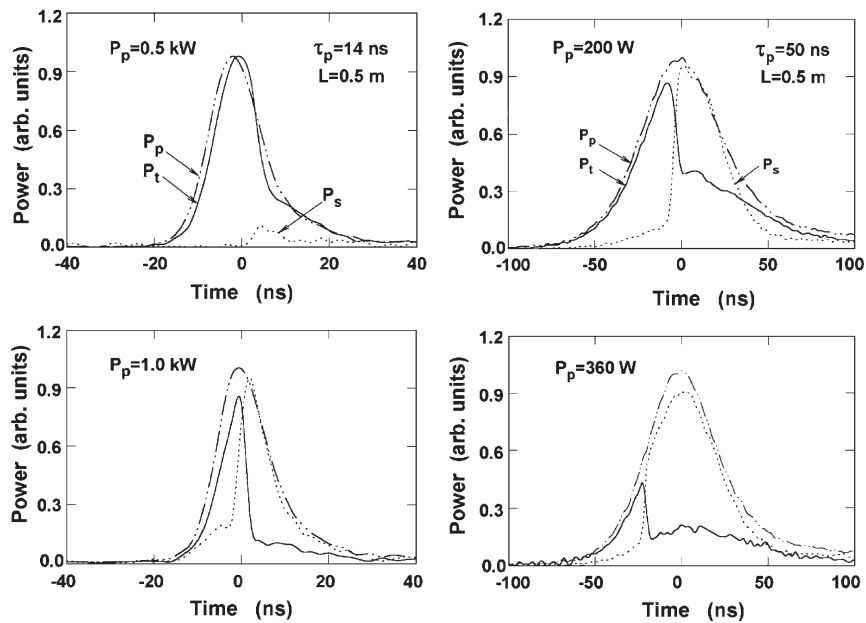 1.2
0.9
0.6
0.3
0.0
Power (arb. units)
P_p=0.5 kW
τ_p=14 ns
L=0.5 m
P_p
P_t
P_s
-40
-20
0
20
40
Time (ns)
1.2
0.9
0.6
0.3
0.0
Power (arb. units)
P_p=200 W
τ_p=50 ns
L=0.5 m
P_p
P_t
P_s
-100
-50
0
50
100
Time (ns)
1.2
0.9
0.6
0.3
0.0
Power (arb. units)
P_p=1.0 kW
-40
-20
0
20
40
Time (ns)
1.2
0.9
0.6
0.3
0.0
Power (arb. units)
P_p=360 W
-100
-50
0
50
100
Time (ns)